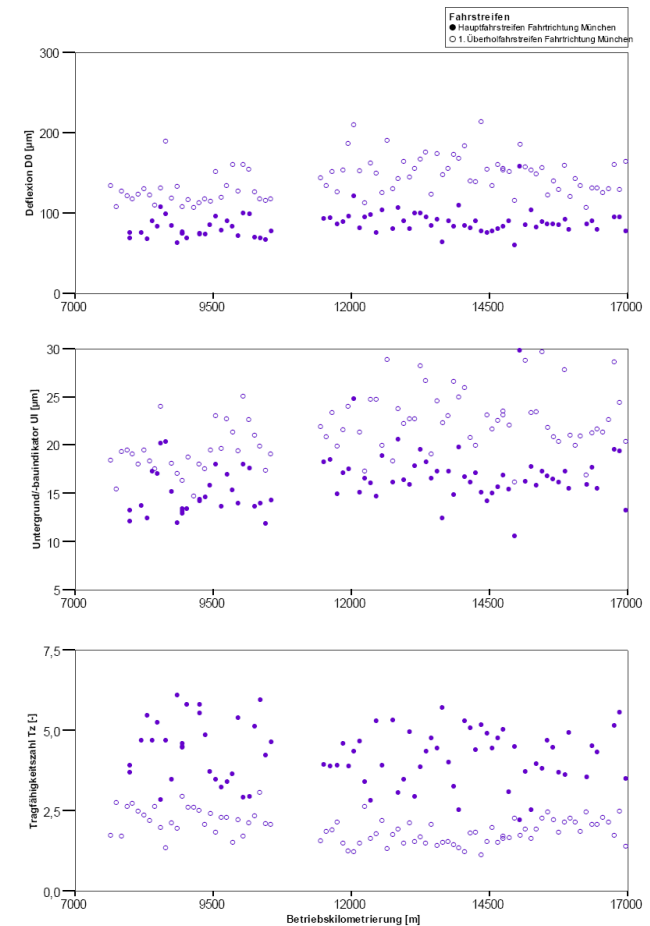 Fahrstreifen
Hauptfahrstreifen Fahrtrichtung München
1. Überholfahrstreifen Fahrtrichtung München
300
200
100
0
Deflexion D0 [µm]
7000 9500 12000 14500 17000
30
25
20
15
10
5
Untergrund/-bauindikator UI [µm]
7000 9500 12000 14500 17000
7,5
5,0
2,5
0,0
Tragfähigkeitszahl Tz [-]
7000 9500 12000 14500 17000
Betriebskilometrierung [m]